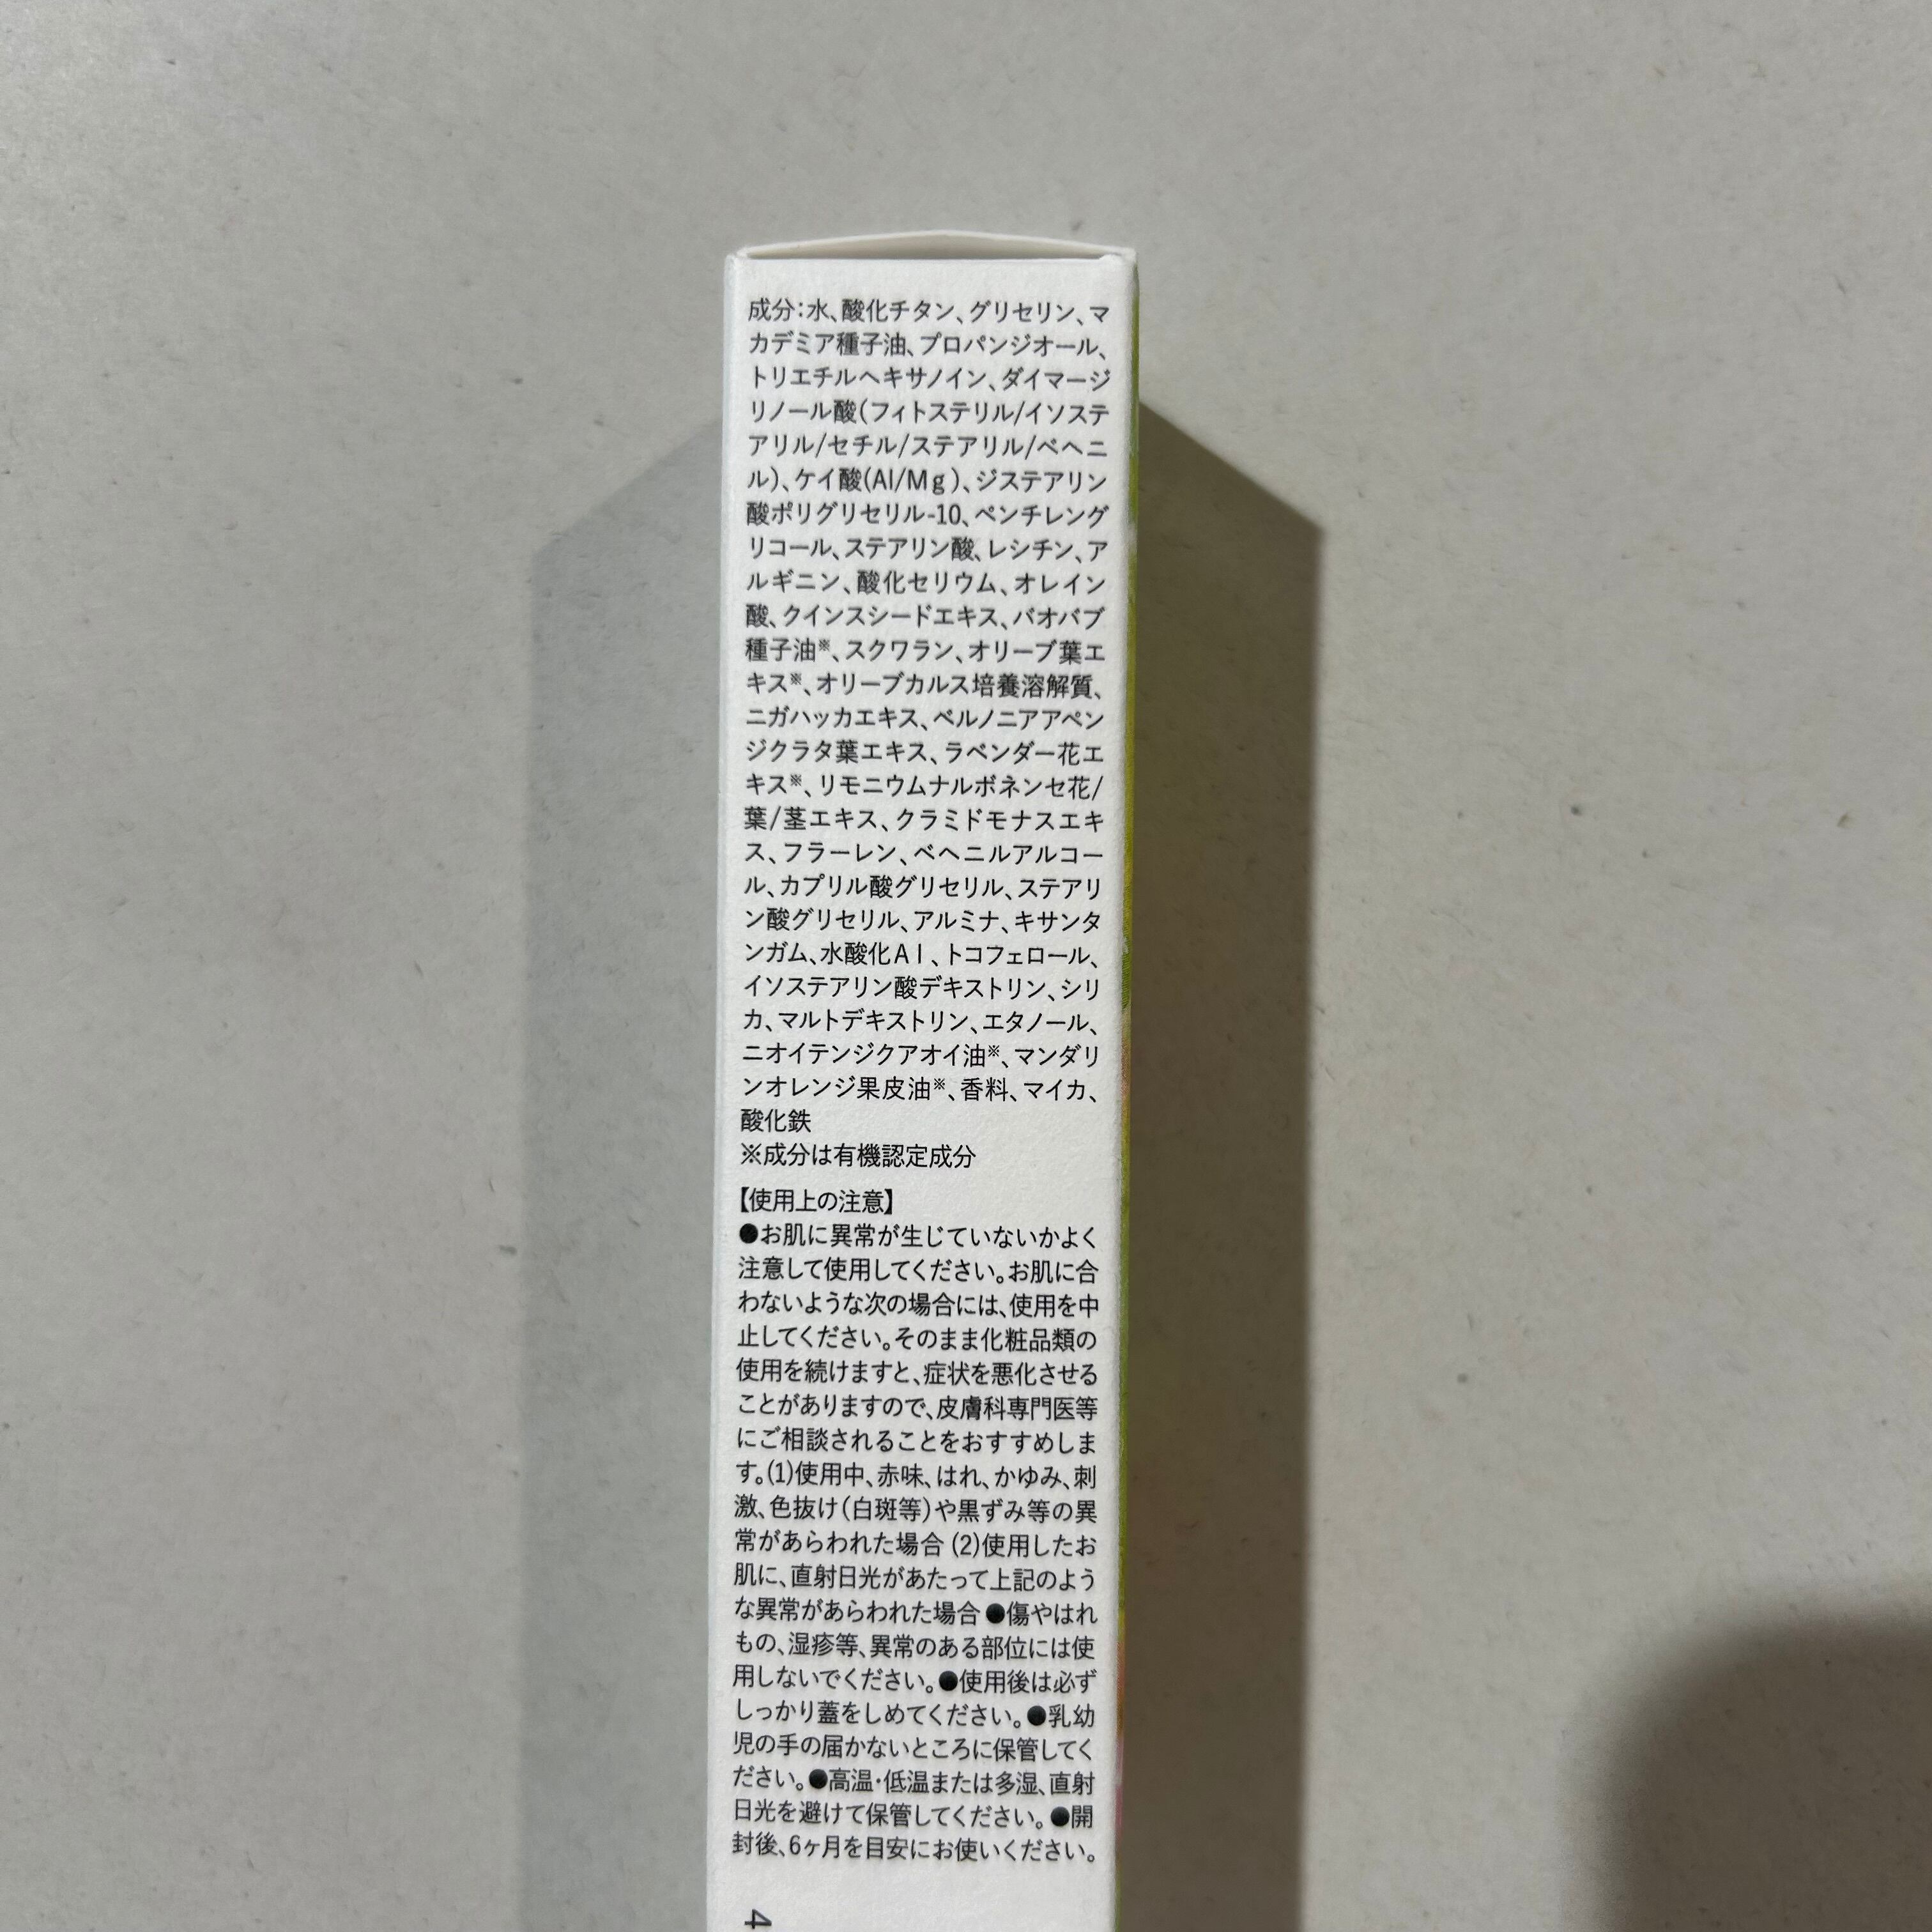 成分：水、酸化チタン、グリセリン、マ
カデミア種子油、プロパンジオール、
トリエチルヘキサノイン、ダイマージ
リノール酸(フィトステリル/イソステ
アリル/セチル/ステアリル/ベヘニ
ル)、ケイ酸(Al/Mg)、ジステアリン
酸ポリグリセリル-10、ペンチレング
リコール、ステアリン酸、レシチン、ア
ルギニン、酸化セリウム、オレイン
酸、クインスシードエキス、バオバブ
種子油※、スクワラン、オリーブ葉エ
キス※、オリーブカルス培養溶解質、
ニガハッカエキス、ベルノニアアペン
ジクラタ葉エキス、ラベンダー花エ
キス※、リモニウムナルボネンセ花/
葉/茎エキス、クラミドモナスエキ
ス、フラーレン、ベヘニルアルコー
ル、カプリル酸グリセリル、ステアリ
ン酸グリセリル、アルミナ、キサンタ
ンガム、水酸化Al、トコフェロール、
イソステアリン酸デキストリン、シリ
カ、マルトデキストリン、エタノール、
ニオイテンジクアオイ油※、マンダリ
ンオレンジ果皮油※、香料、マイカ、
酸化鉄
※成分は有機認定成分
【使用上の注意】
●お肌に異常が生じていないかよく
注意して使用してください。お肌に合
わないような次の場合には、使用を中
止してください。そのまま化粧品類の
使用を続けますと、症状を悪化させる
ことがありますので、皮膚科専門医等
にご相談されることをおすすめしま
す。(1)使用中、赤味、はれ、かゆみ、刺
激、色抜け(白斑等)や黒ずみ等の異
常があらわれた場合 (2)使用したお
肌に、直射日光があたって上記のよう
な異常があらわれた場合 ●傷やはれ
もの、湿疹等、異常のある部位には使
用しないでください。●使用後は必ず
しっかり蓋をしめてください。●乳幼
児の手の届かないところに保管してく
ださい。●高温・低温または多湿、直射
日光を避けて保管してください。●開
封後、6ヶ月を目安にお使いください。
4